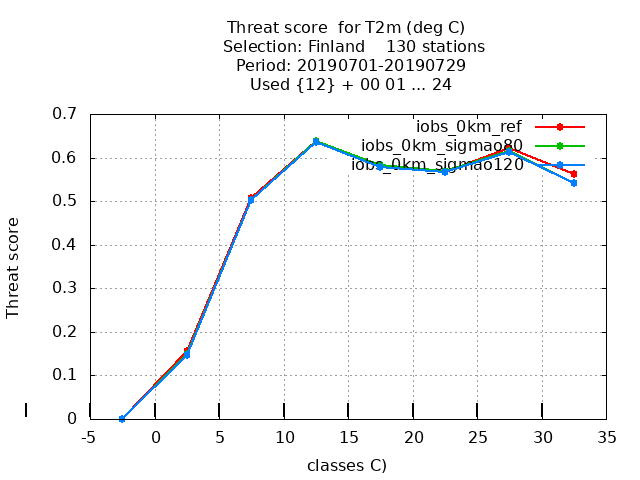 Threat score for T2m (deg C)
Selection: Finland 130 stations
Period: 20190701-20190729
Used {12} + 00 01 ... 24
iobs_0km_ref
iobs_0km_sigmao80
iobs_0km_sigmao120
Threat score
0.7
0.6
0.5
0.4
0.3
0.2
0.1
0
-5
0
5
10
15
20
25
30
35
classes C)